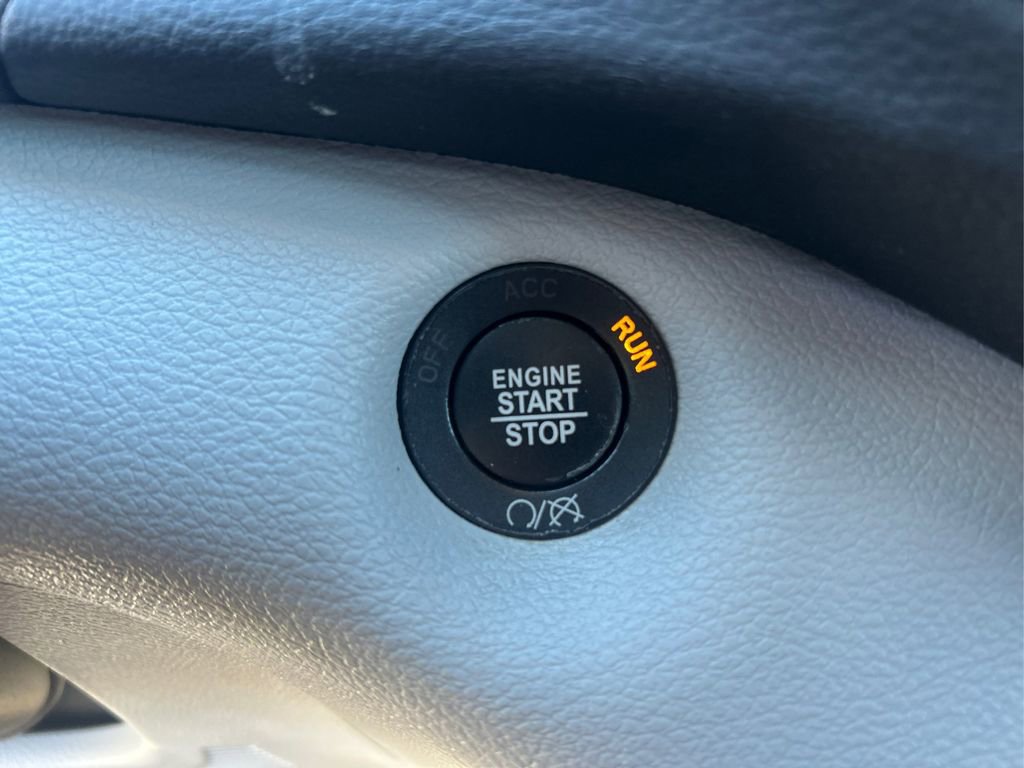 ACC
OFF
RUN
ENGINE
START
STOP